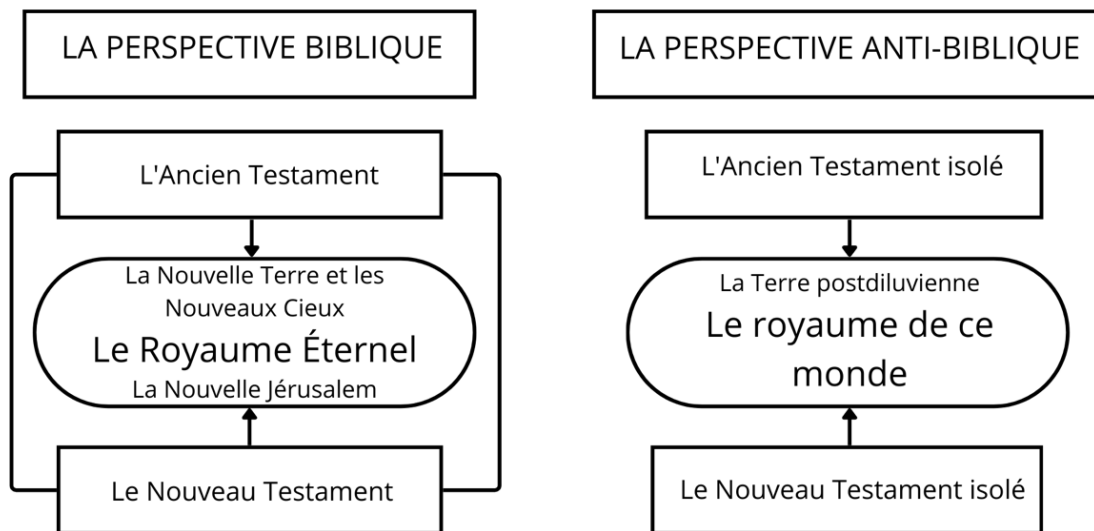 LA PERSPECTIVE BIBLIQUE
L'Ancien Testament
La Nouvelle Terre et les
Nouveaux Cieux
Le Royaume Éternel
La Nouvelle Jérusalem
Le Nouveau Testament
LA PERSPECTIVE ANTI-BIBLIQUE
L'Ancien Testament isolé
La Terre postdiluvienne
Le royaume de ce
monde
Le Nouveau Testament isolé